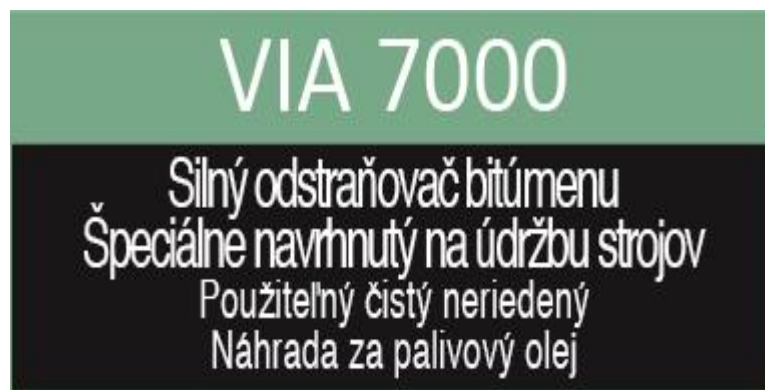 VIA 7000
Silný odstraňovač bitúmenu
Špeciálne navrhnutý na údržbu strojov
Použiteľný čistý neriedený
Náhrada za palivový olej